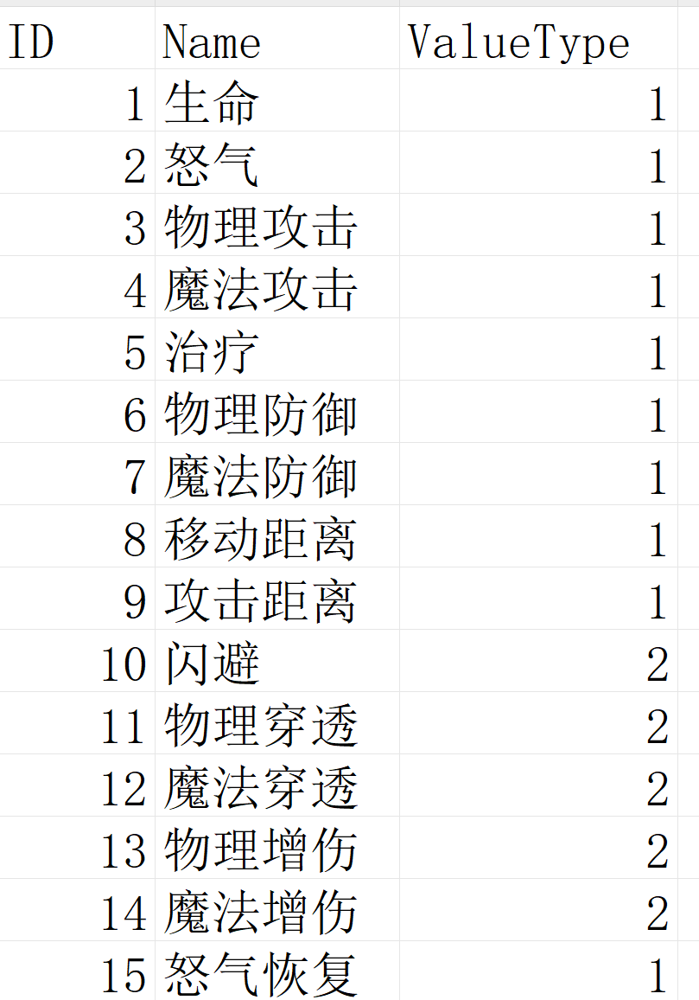 ID Name ValueType
1 生命 1
2 怒气 1
3 物理攻击 1
4 魔法攻击 1
5 治疗 1
6 物理防御 1
7 魔法防御 1
8 移动距离 1
9 攻击距离 1
10 闪避 2
11 物理穿透 2
12 魔法穿透 2
13 物理增伤 2
14 魔法增伤 2
15 怒气恢复 1